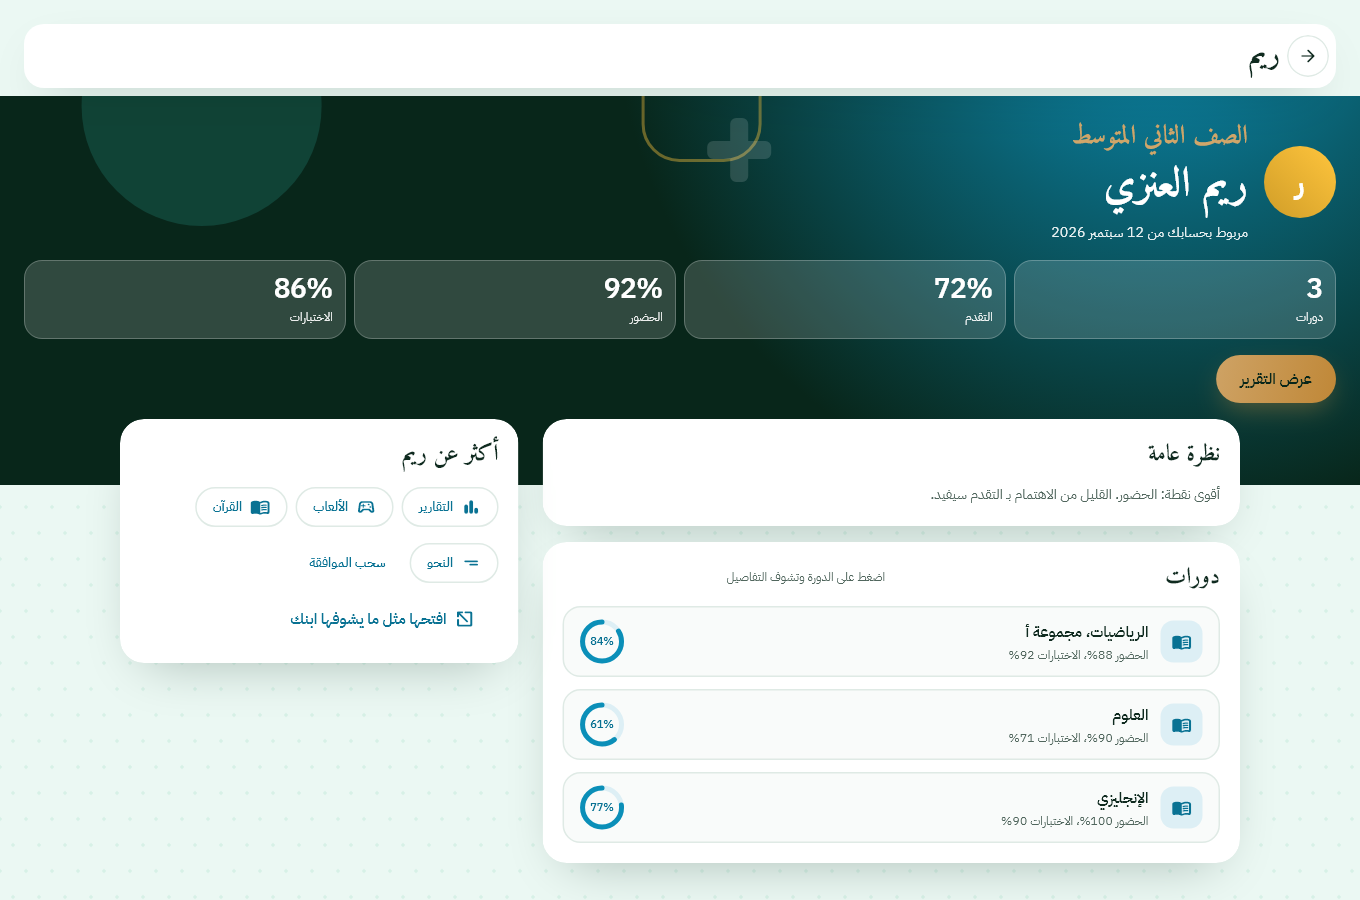 ريم
الصف الثاني المتوسط
ر
ريم العنزي
مربوط بحسابك من 12 سبتمبر 2026
3
دورات
72%
التقدم
92%
الحضور
86%
الاختبارات
عرض التقرير
نظرة عامة
أقوى نقطة: الحضور. القليل من الاهتمام بـ التقدم سيفيد.
دورات
اضغط على الدورة وتشوف التفاصيل
الرياضيات، مجموعة أ
الحضور 88%، الاختبارات 92%
84%
العلوم
الحضور 90%، الاختبارات 71%
61%
الإنجليزي
الحضور 100%، الاختبارات 90%
77%
أكثر عن ريم
التقارير
الألعاب
القرآن
النحو
سحب الموافقة
افتحها مثل ما يشوفها ابنك